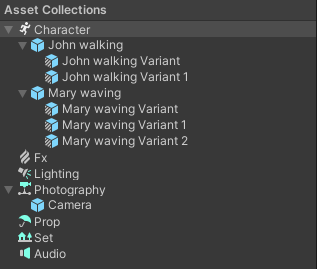 Asset Collections
Character
John walking
John walking Variant
John walking Variant 1
Mary waving
Mary waving Variant
Mary waving Variant 1
Mary waving Variant 2
Fx
Lighting
Photography
Camera
Prop
Set
Audio